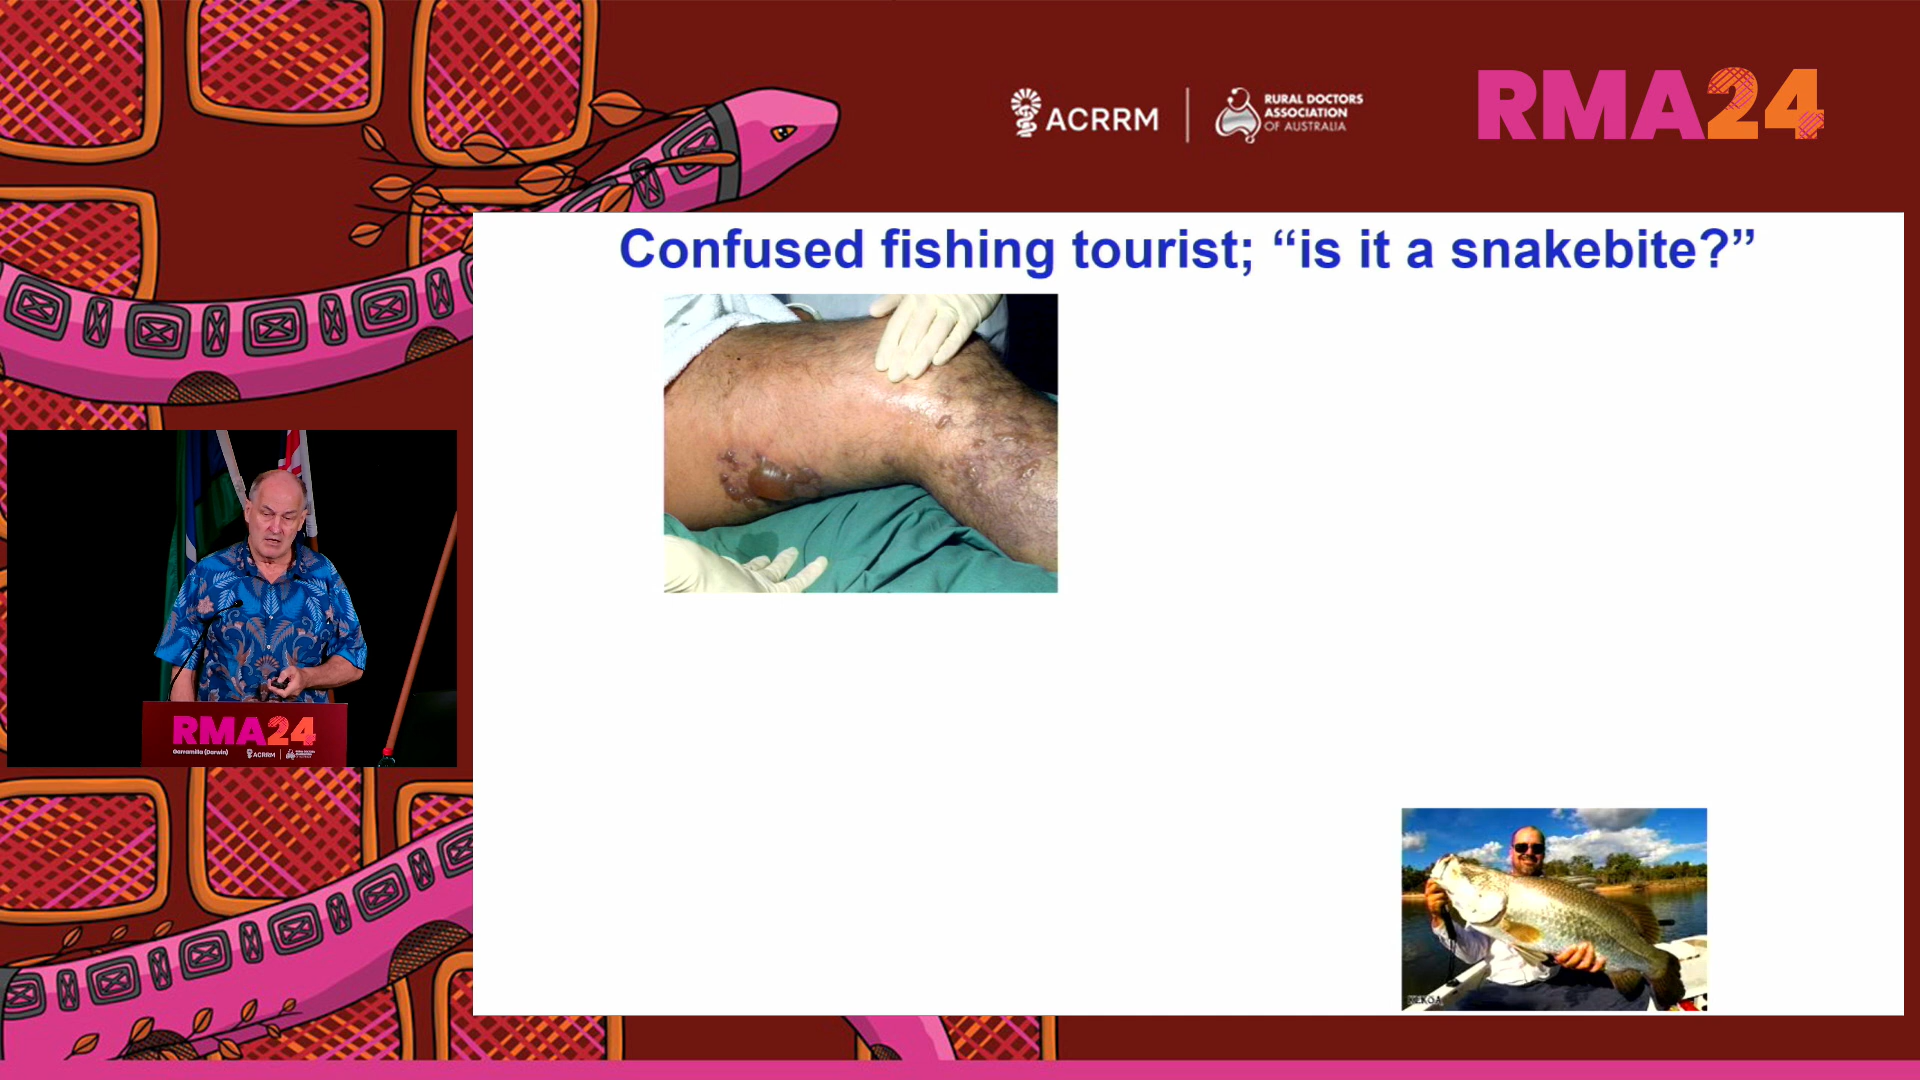 ACRRM
RURAL DOCTORS
ASSOCIATION
OF AUSTRALIA
RMA24
Confused fishing tourist; “is it a snakebite?”
RMA24
Garramilla (Darwin)
ACRRM